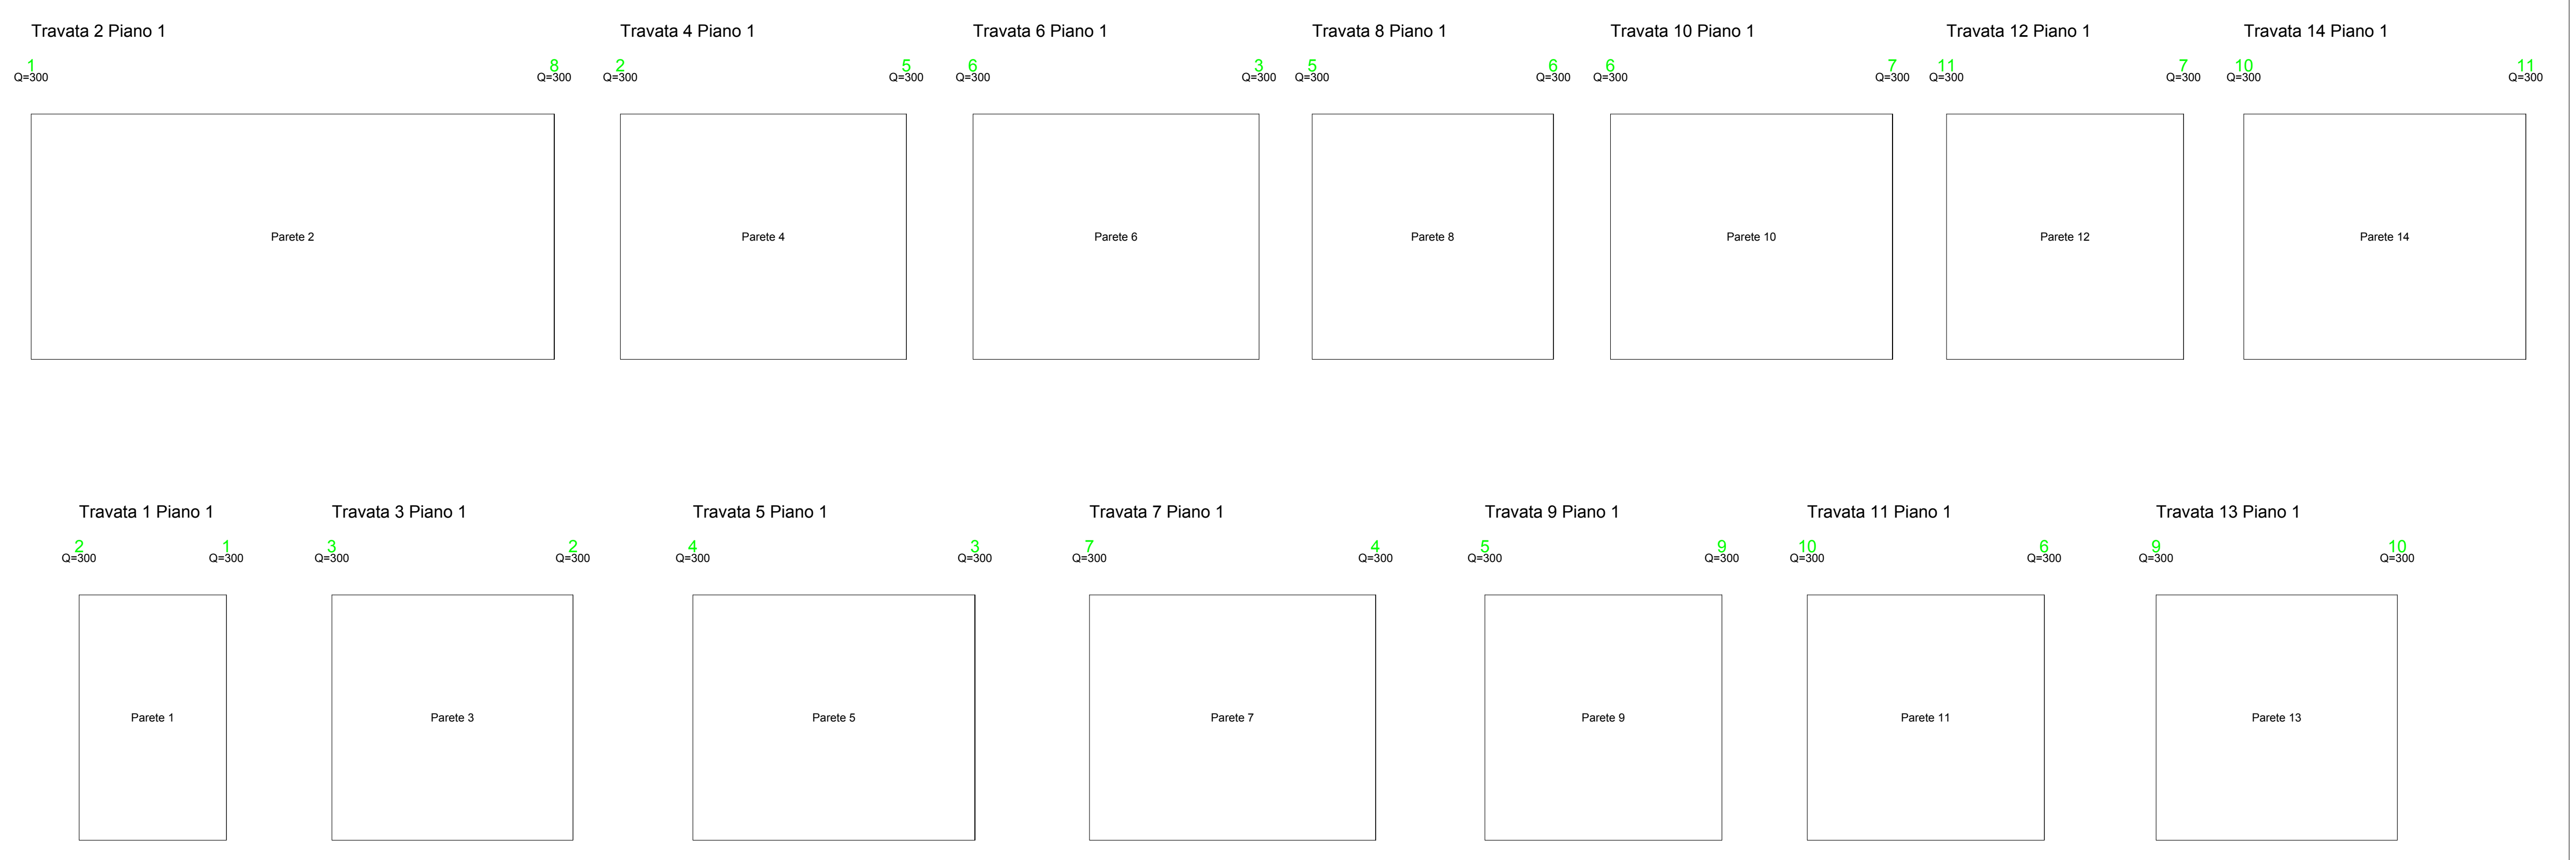 Travata 2 Piano 1 Travata 4 Piano 1 Travata 6 Piano 1 Travata 8 Piano 1 Travata 10 Piano 1 Travata 12 Piano 1 Travata 14 Piano 1
1 8 2 5 6 3 5 6 6 7 11 7 10 11
Q=300 Q=300 Q=300 Q=300 Q=300 Q=300 Q=300 Q=300 Q=300 Q=300 Q=300 Q=300 Q=300 Q=300
Parete 2 Parete 4 Parete 6 Parete 8 Parete 10 Parete 12 Parete 14
Travata 1 Piano 1 Travata 3 Piano 1 Travata 5 Piano 1 Travata 7 Piano 1 Travata 9 Piano 1 Travata 11 Piano 1 Travata 13 Piano 1
2 1 3 2 4 3 7 4 5 9 10 6 9 10
Q=300 Q=300 Q=300 Q=300 Q=300 Q=300 Q=300 Q=300 Q=300 Q=300 Q=300 Q=300 Q=300 Q=300
Parete 1 Parete 3 Parete 5 Parete 7 Parete 9 Parete 11 Parete 13